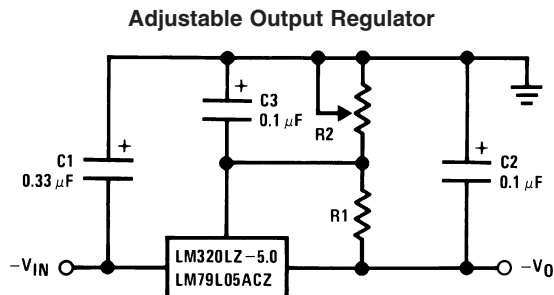 Adjustable Output Regulator
+
C3
0.1 μF
R2
+
C1
0.33 μF
+
C2
0.1 μF
R1
-VIN
LM320LZ-5.0
LM79L05ACZ
-VO